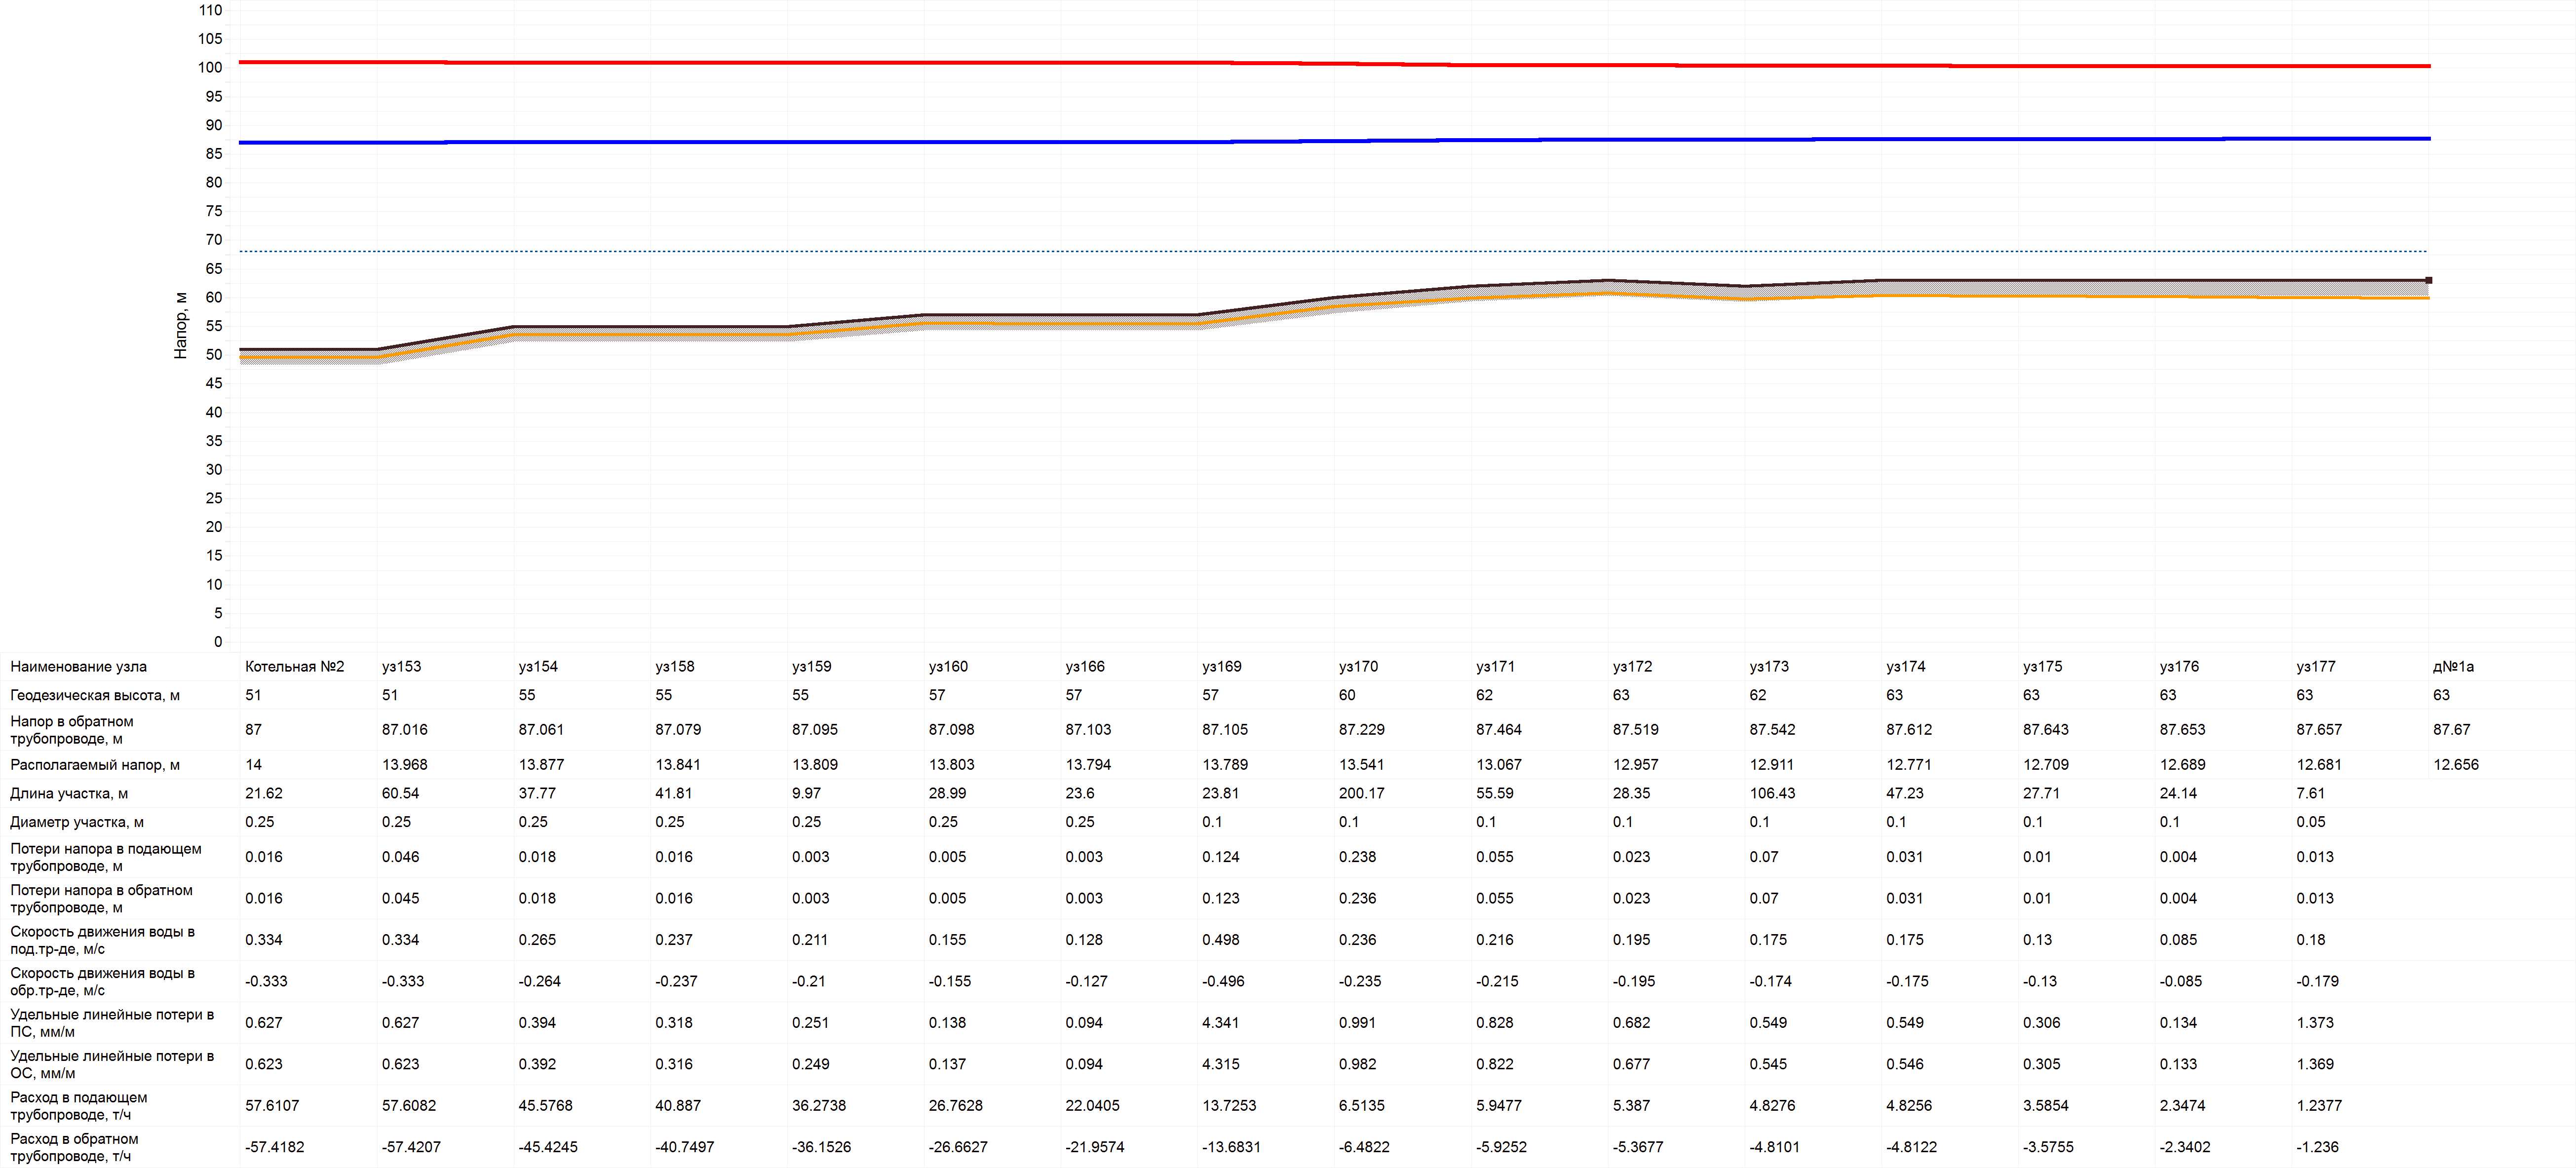 110
105
100
95
90
85
80
75
70
65
60
55
50
45
40
35
30
25
20
15
10
5
0
Напор, м
Наименование узла Котельная №2 уз153 уз154 уз158 уз159 уз160 уз166 уз169 уз170 уз171 уз172 уз173 уз174 уз175 уз176 уз177 д№1а
Геодезическая высота, м 51 51 55 55 55 57 57 57 60 62 63 62 63 63 63 63 63
Напор в обратном
трубопроводе, м 87 87.016 87.061 87.079 87.095 87.098 87.103 87.105 87.229 87.464 87.519 87.542 87.612 87.643 87.653 87.657 87.67
Располагаемый напор, м 14 13.968 13.877 13.841 13.809 13.803 13.794 13.789 13.541 13.067 12.957 12.911 12.771 12.709 12.689 12.681 12.656
Длина участка, м 21.62 60.54 37.77 41.81 9.97 28.99 23.6 23.81 200.17 55.59 28.35 106.43 47.23 27.71 24.14 7.61
Диаметр участка, м 0.25 0.25 0.25 0.25 0.25 0.25 0.25 0.1 0.1 0.1 0.1 0.1 0.1 0.1 0.1 0.05
Потери напора в подающем
трубопроводе, м 0.016 0.046 0.018 0.016 0.003 0.005 0.003 0.124 0.238 0.055 0.023 0.07 0.031 0.01 0.004 0.013
Потери напора в обратном
трубопроводе, м 0.016 0.045 0.018 0.016 0.003 0.005 0.003 0.123 0.236 0.055 0.023 0.07 0.031 0.01 0.004 0.013
Скорость движения воды в
под.тр-де, м/с 0.334 0.334 0.265 0.237 0.211 0.155 0.128 0.498 0.236 0.216 0.195 0.175 0.175 0.13 0.085 0.18
Скорость движения воды в
обр.тр-де, м/с -0.333 -0.333 -0.264 -0.237 -0.21 -0.155 -0.127 -0.496 -0.235 -0.215 -0.195 -0.174 -0.175 -0.13 -0.085 -0.179
Удельные линейные потери в
ПС, мм/м 0.627 0.627 0.394 0.318 0.251 0.138 0.094 4.341 0.991 0.828 0.682 0.549 0.549 0.306 0.134 1.373
Удельные линейные потери в
ОС, мм/м 0.623 0.623 0.392 0.316 0.249 0.137 0.094 4.315 0.982 0.822 0.677 0.545 0.546 0.305 0.133 1.369
Расход в подающем
трубопроводе, т/ч 57.6107 57.6082 45.5768 40.887 36.2738 26.7628 22.0405 13.7253 6.5135 5.9477 5.387 4.8276 4.8256 3.5854 2.3474 1.2377
Расход в обратном
трубопроводе, т/ч -57.4182 -57.4207 -45.4245 -40.7497 -36.1526 -26.6627 -21.9574 -13.6831 -6.4822 -5.9252 -5.3677 -4.8101 -4.8122 -3.5755 -2.3402 -1.236